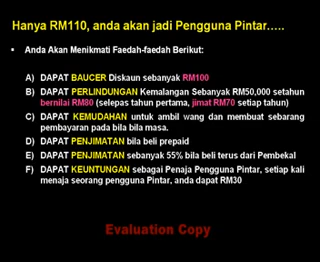 Hanya RM110, anda akan jadi Pengguna Pintar.....
▪ Anda Akan Menikmati Faedah-faedah Berikut:
A) DAPAT BAUCER Diskaun sebanyak RM100
B) DAPAT PERLINDUNGAN Kemalangan Sebanyak RM50,000 setahun
bernilai RM80 (selepas tahun pertama, jimat RM70 setiap tahun)
C) DAPAT KEMUDAHAN untuk ambil wang dan membuat sebarang
pembayaran pada bila bila masa.
D) DAPAT PENJIMATAN bila beli prepaid
E) DAPAT PENJIMATAN sebanyak 55% bila beli terus dari Pembekal
F) DAPAT KEUNTUNGAN sebagai Penaja Pengguna Pintar, setiap kali
menaja seorang pengguna Pintar, anda dapat RM30
Evaluation Copy